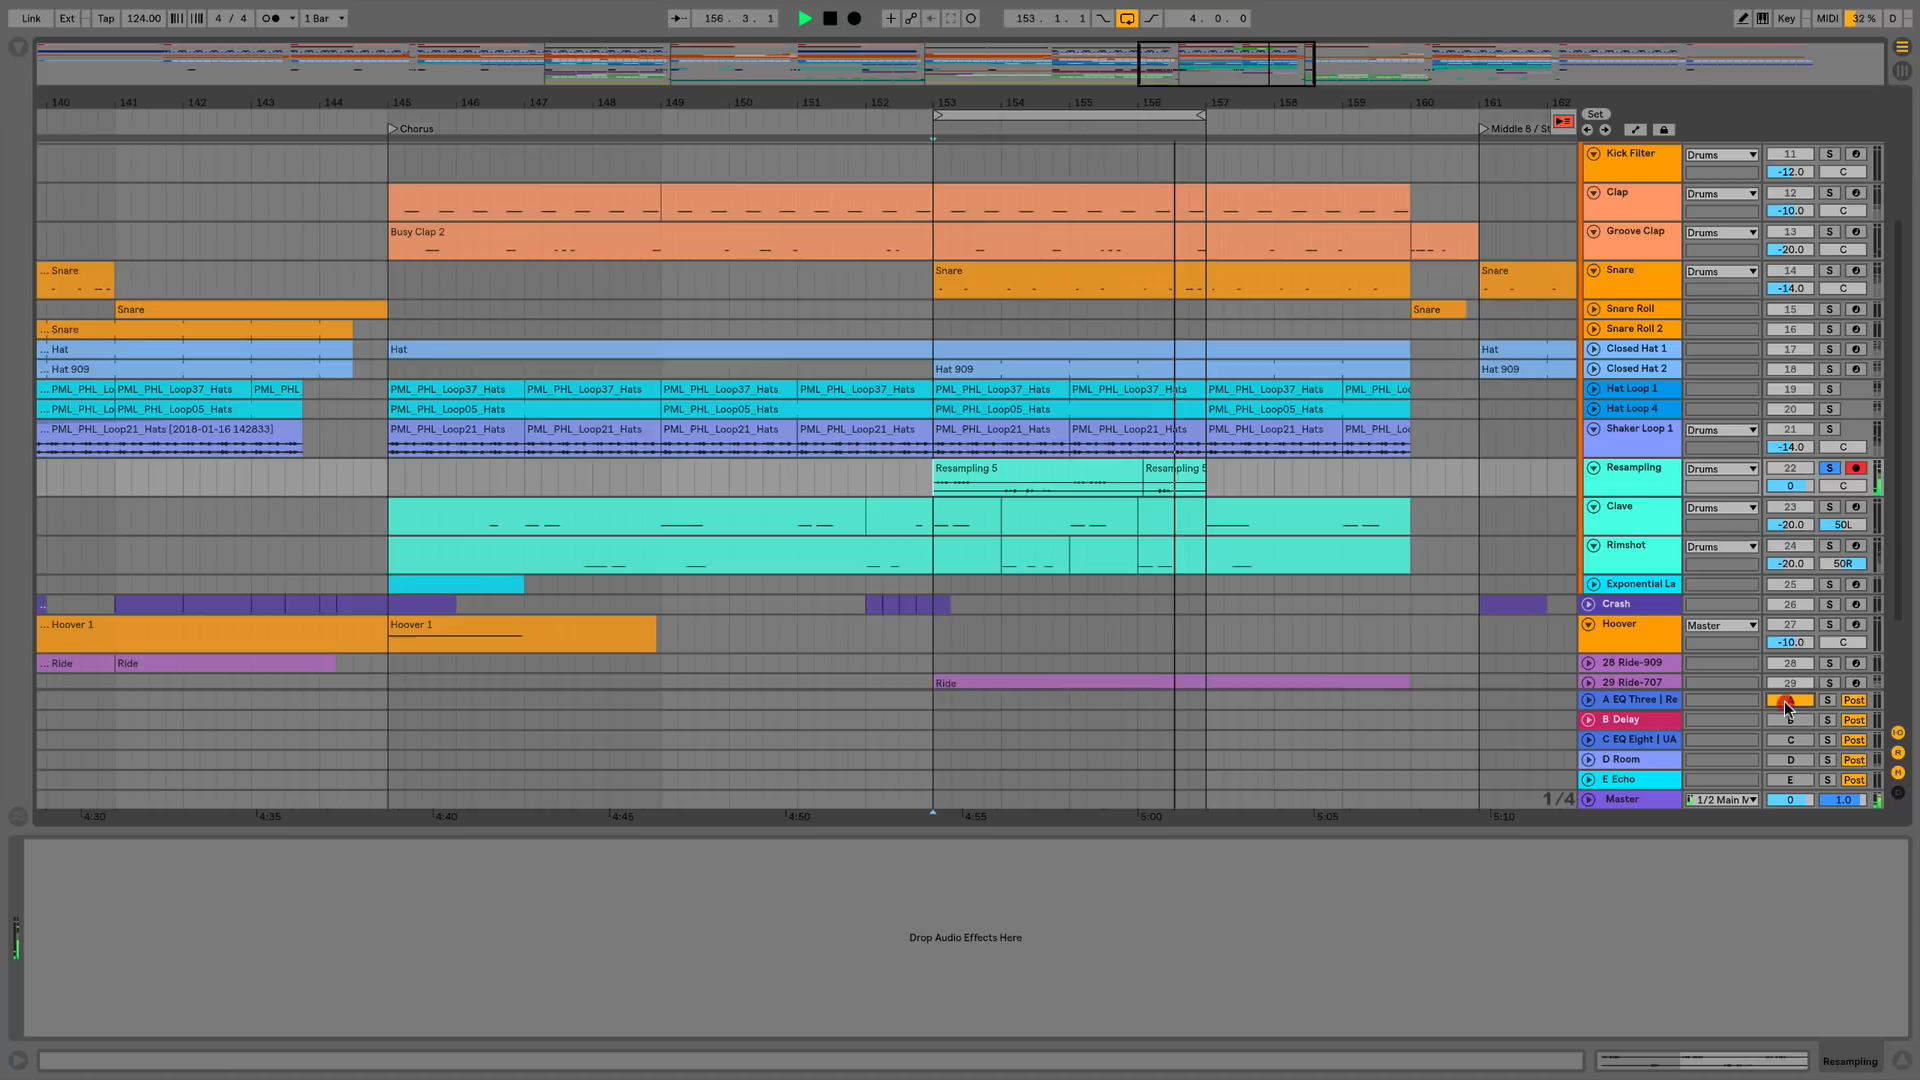 Link Ext Tap 124.00 4 / 4 1 Bar 156 . 3 . 1 153 . 1 . 1 4 . 0 . 0 Key MIDI 32 % D
140 141 142 143 144 145 146 147 148 149 150 151 152 153 154 155 156 157 158 159 160 161 162 Set
Chorus Middle 8 / St
Kick Filter Drums 11 S
-12.0 C
Clap Drums 12 S
-10.0 C
Busy Clap 2 Groove Clap Drums 13 S
-20.0 C
... Snare Snare Snare Snare Drums 14 S
-14.0 C
Snare Snare Snare Roll 15 S
... Snare Snare Roll 2 16 S
... Hat Hat Hat Closed Hat 1 17 S
... Hat 909 Hat 909 Hat 909 Closed Hat 2 18 S
... PML_PHL_Lo PML_PHL_Loop37_Hats PML_PHL PML_PHL_Loop37_Hats PML_PHL_Loop37_Hats PML_PHL_Loop37_Hats PML_PHL_Loop37_Hats PML_PHL_Loop37_Hats PML_PHL_Loop37_Hats PML_PHL_Loop37_Hats PML_PHL_Loc Hat Loop 1 19 S
... PML_PHL_Lo PML_PHL_Loop05_Hats PML_PHL_Loop05_Hats PML_PHL_Loop05_Hats PML_PHL_Loop05_Hats PML_PHL_Loop05_Hats Hat Loop 4 20 S
... PML_PHL_Loop21_Hats [2018-01-16 142833] PML_PHL_Loop21_Hats PML_PHL_Loop21_Hats PML_PHL_Loop21_Hats PML_PHL_Loop21_Hats PML_PHL_Loop21_Hats PML_PHL_Loop21_Hats PML_PHL_Loop21_Hats PML_PHL_Loc Shaker Loop 1 Drums 21 S
-14.0 C
Resampling 5 Resampling 5 Resampling Drums 22 S
0 C
Clave Drums 23 S
-20.0 50L
Rimshot Drums 24 S
-20.0 50R
Exponential La 25 S
.. Crash 26 S
... Hoover 1 Hoover 1 Hoover Master 27 S
-10.0 C
... Ride Ride 28 Ride-909 28 S
Ride 29 Ride-707 29 S
A EQ Three | Re S Post
B Delay S Post
C EQ Eight | UA C S Post
D Room D S Post
E Echo E S Post
1/4 Master 1/2 Main 0 1.0
4:30 4:35 4:40 4:45 4:50 4:55 5:00 5:05 5:10
Drop Audio Effects Here
Resampling